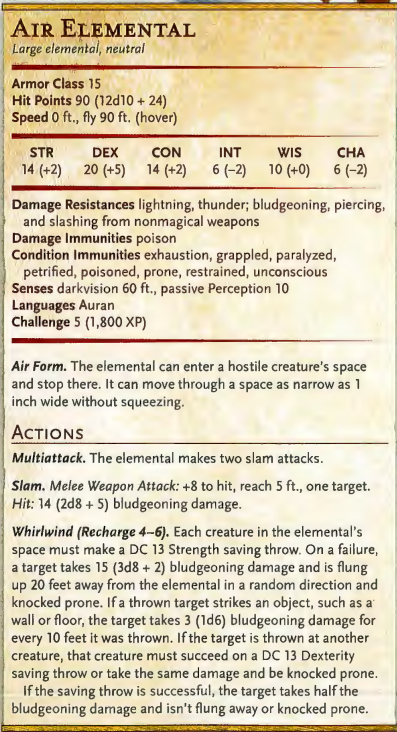 AIR ELEMENTAL
Large elemental, neutral
Armor Class 15
Hit Points 90 (12d10 + 24)
Speed 0 ft., fly 90 ft. (hover)
STR DEX CON INT WIS CHA
14 (+2) 20 (+5) 14 (+2) 6 (−2) 10 (+0) 6 (−2)
Damage Resistances lightning, thunder; bludgeoning, piercing,
and slashing from nonmagical weapons
Damage Immunities poison
Condition Immunities exhaustion, grappled, paralyzed,
petrified, poisoned, prone, restrained, unconscious
Senses darkvision 60 ft., passive Perception 10
Languages Auran
Challenge 5 (1,800 XP)
Air Form. The elemental can enter a hostile creature's space
and stop there. It can move through a space as narrow as 1
inch wide without squeezing.
ACTIONS
Multiattack. The elemental makes two slam attacks.
Slam. Melee Weapon Attack: +8 to hit, reach 5 ft., one target.
Hit: 14 (2d8 + 5) bludgeoning damage.
Whirlwind (Recharge 4–6). Each creature in the elemental's
space must make a DC 13 Strength saving throw. On a failure,
a target takes 15 (3d8 + 2) bludgeoning damage and is flung
up 20 feet away from the elemental in a random direction and
knocked prone. If a thrown target strikes an object, such as a
wall or floor, the target takes 3 (1d6) bludgeoning damage for
every 10 feet it was thrown. If the target is thrown at another
creature, that creature must succeed on a DC 13 Dexterity
saving throw or take the same damage and be knocked prone.
If the saving throw is successful, the target takes half the
bludgeoning damage and isn't flung away or knocked prone.